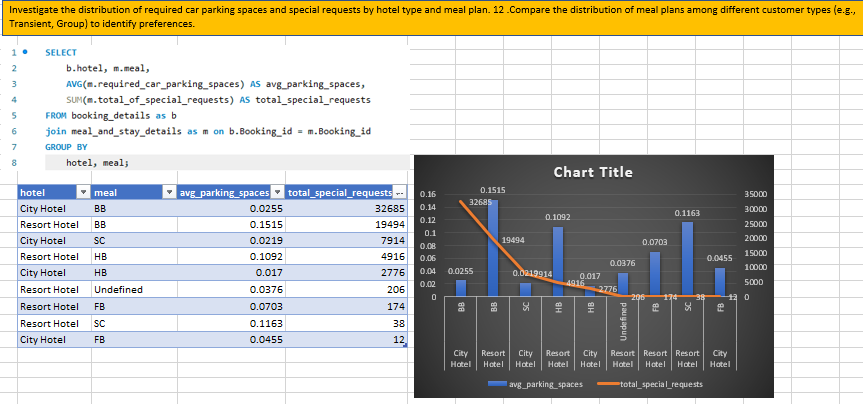 Investigate the distribution of required car parking spaces and special requests by hotel type and meal plan. 12 .Compare the distribution of meal plans among different customer types (e.g.,
Transient, Group) to identify preferences.
1 SELECT
2 b.hotel, m.meal,
3 AVG(m.required_car_parking_spaces) AS avg_parking_spaces,
4 SUM(m.total_of_special_requests) AS total_special_requests
5 FROM booking_details as b
6 join meal_and_stay_details as m on b.Booking_id = m.Booking_id
7 GROUP BY
8 hotel, meal;
hotel meal avg_parking_spaces total_special_requests
City Hotel BB 0.0255 32685
Resort Hotel BB 0.1515 19494
City Hotel SC 0.0219 7914
Resort Hotel HB 0.1092 4916
City Hotel HB 0.017 2776
Resort Hotel Undefined 0.0376 206
Resort Hotel FB 0.0703 174
Resort Hotel SC 0.1163 38
City Hotel FB 0.0455 12
Chart Title
0.16
0.14
0.12
0.1
0.08
0.06
0.04
0.02
0
0.0255
0.1515
0.0219
0.1092
0.017
0.0376
0.0703
0.1163
0.0455
32685
19494
7914
4916
2776
206
174
38
12
35000
30000
25000
20000
15000
10000
5000
0
BB BB SC HB HB Undefined FB SC FB
City Resort City Resort City Resort Resort Resort City
Hotel Hotel Hotel Hotel Hotel Hotel Hotel Hotel Hotel
avg_parking_spaces total_special_requests